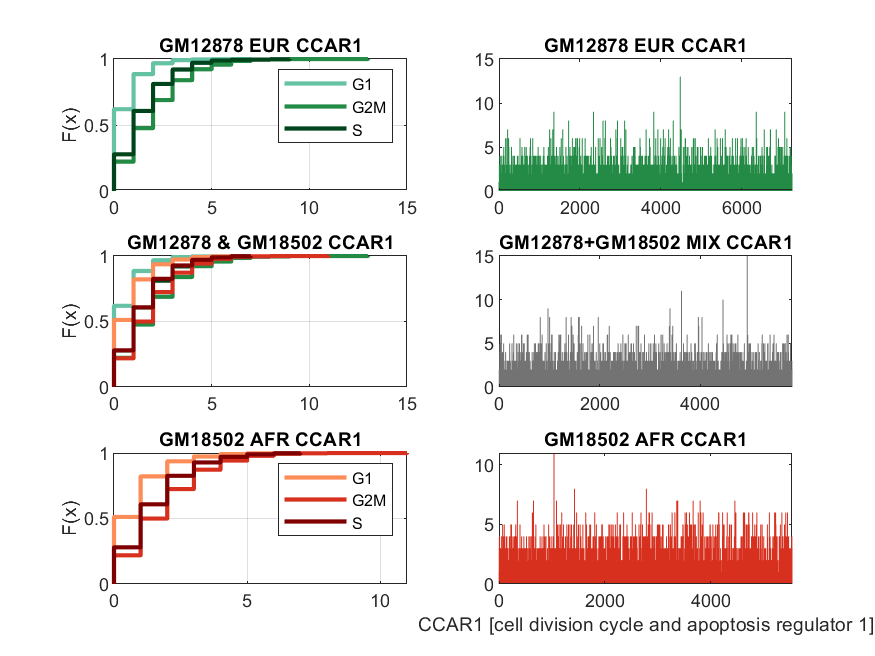 GM12878 EUR CCAR1
1
0.5
0
F(x)
0 5 10 15
G1
G2M
S
GM12878 EUR CCAR1
15
10
5
0
0 2000 4000 6000
GM12878 & GM18502 CCAR1
1
0.5
0
F(x)
0 5 10 15
GM12878+GM18502 MIX CCAR1
15
10
5
0
0 2000 4000
GM18502 AFR CCAR1
1
0.5
0
F(x)
0 5 10
G1
G2M
S
GM18502 AFR CCAR1
10
5
0
0 2000 4000
CCAR1 [cell division cycle and apoptosis regulator 1]